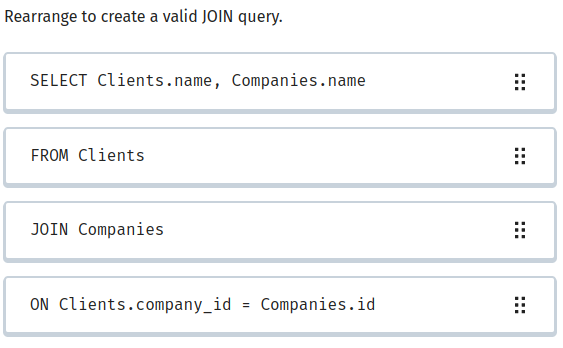 Rearrange to create a valid JOIN query.
SELECT Clients.name, Companies.name
FROM Clients
JOIN Companies
ON Clients.company_id = Companies.id